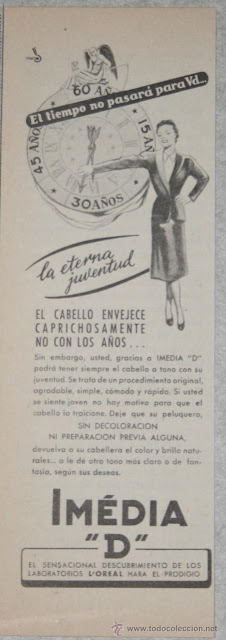 60 AÑOS
El tiempo no pasará para Vd...
45 AÑOS
15 AÑOS
30 AÑOS
la eterna
juventud
EL CABELLO ENVEJECE
CAPRICHOSAMENTE
NO CON LOS AÑOS...
Sin embargo, usted, gracias a IMEDIA "D"
podrá tener siempre el cabello a tono con su
juventud. Se trata de un procedimiento original,
agradable, simple, cómodo y rápido. Si usted
se siente joven no hay motivo para que el
cabello la traicione. Deje que su peluquero,
SIN DECOLORACION
NI PREPARACION PREVIA ALGUNA,
devuelva a su cabellera el color y brillo natu-
rales... o le dé otro tono más claro o de fan-
tasía, según sus deseos.
IMÉDIA
"D"
EL SENSACIONAL DESCUBRIMIENTO DE LOS
LABORATORIOS L'OREAL HARA EL PRODIGIO
todocoleccion.net